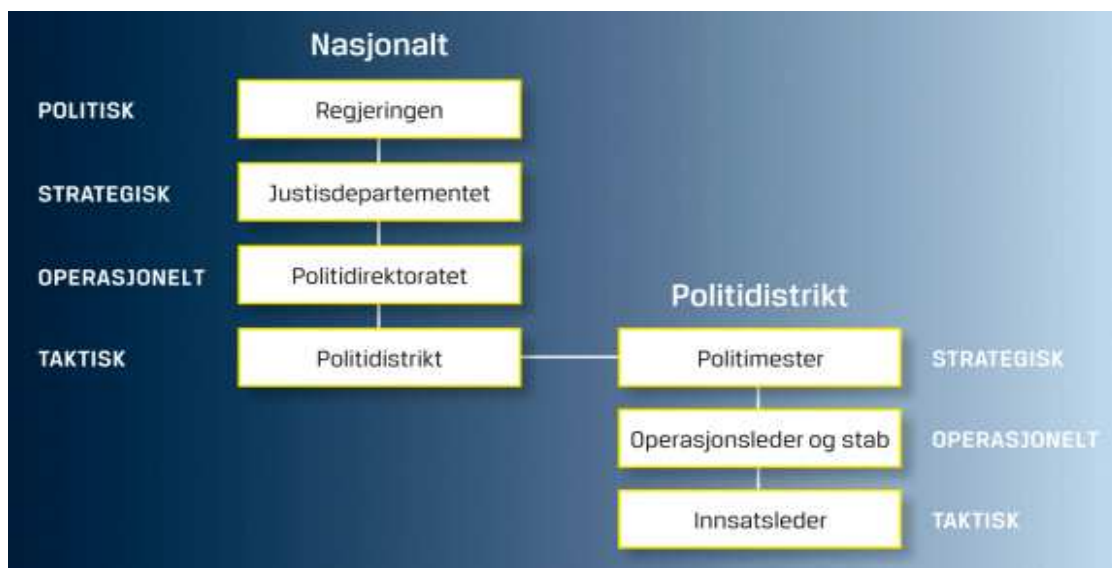 Nasjonalt
POLITISK
Regjeringen
STRATEGISK
Justisdepartementet
OPERASJONELT
Politidirektoratet
Politidistrikt
TAKTISK
Politidistrikt
Politimester
STRATEGISK
Operasjonsleder og stab
OPERASJONELT
Innsatsleder
TAKTISK